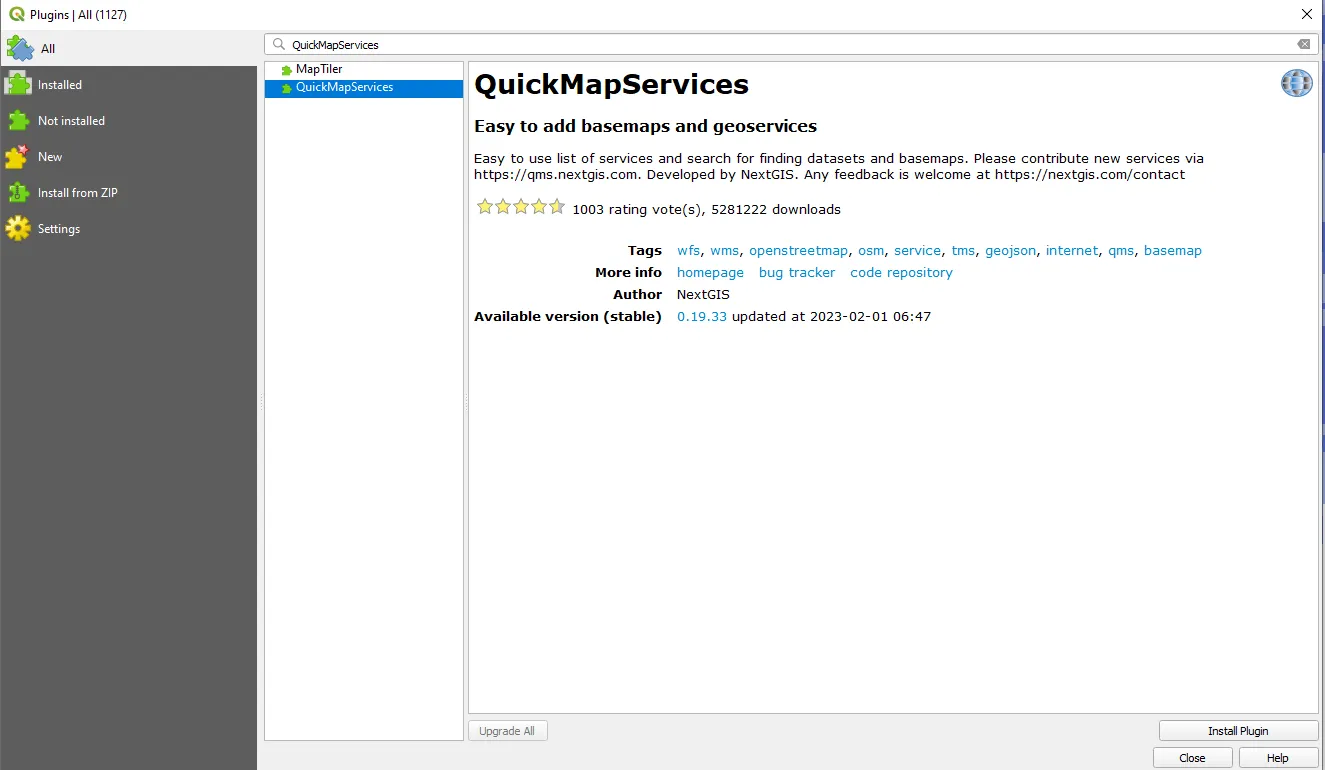 Plugins | All (1127)
All
Installed
Not installed
New
Install from ZIP
Settings
QuickMapServices
MapTiler
QuickMapServices
QuickMapServices
Easy to add basemaps and geoservices
Easy to use list of services and search for finding datasets and basemaps. Please contribute new services via
https://qms.nextgis.com. Developed by NextGIS. Any feedback is welcome at https://nextgis.com/contact
1003 rating vote(s), 5281222 downloads
Tags wfs, wms, openstreetmap, osm, service, tms, geojson, internet, qms, basemap
More info homepage bug tracker code repository
Author NextGIS
Available version (stable) 0.19.33 updated at 2023-02-01 06:47
Upgrade All Install Plugin
Close Help